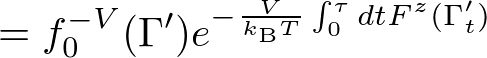 $= f_0^{-V}(\Gamma') e^{-\frac{V}{k_{\mathrm{B}}T} \int_0^{\tau} dt F^z(\Gamma'_t)}$